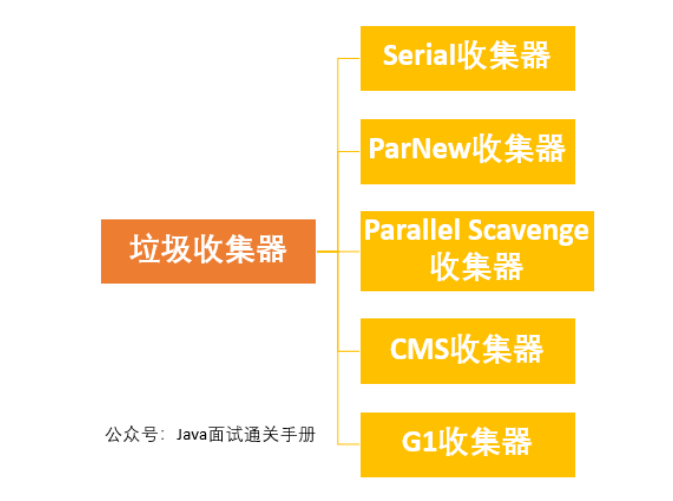 Serial收集器
ParNew收集器
Parallel Scavenge
收集器
垃圾收集器
CMS收集器
G1收集器
公众号：Java面试通关手册